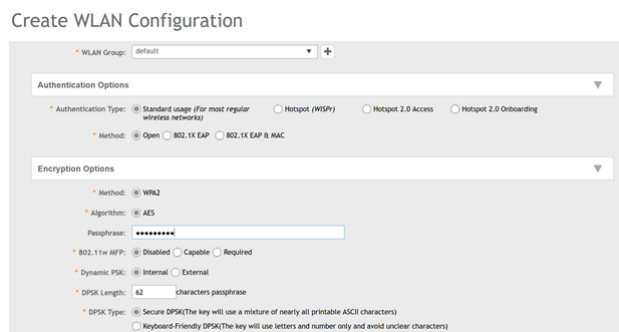 Create WLAN Configuration
* WLAN Group: default
Authentication Options
* Authentication Type: Standard usage (For most regular wireless networks) Hotspot (WISPr) Hotspot 2.0 Access Hotspot 2.0 Onboarding
* Method: Open 802.1X EAP 802.1X EAP & MAC
Encryption Options
* Method: WPA2
* Algorithm: AES
Passphrase: •••••••••
* 802.11w MFP: Disabled Capable Required
* Dynamic PSK: Internal External
* DPSK Length: 62 characters passphrase
* DPSK Type: Secure DPSK(The key will use a mixture of nearly all printable ASCII characters)
Keyboard-Friendly DPSK(The key will use letters and number only and avoid unclear characters)